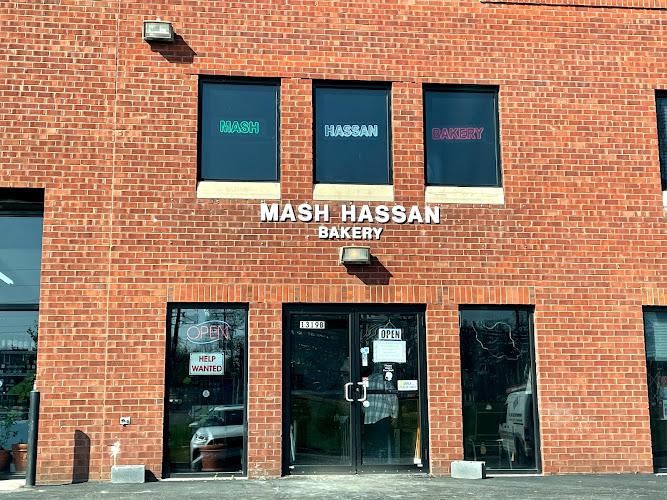 MASH
HASSAN
BAKERY
MASH HASSAN
BAKERY
OPEN
HELP
WANTED
13198
OPEN